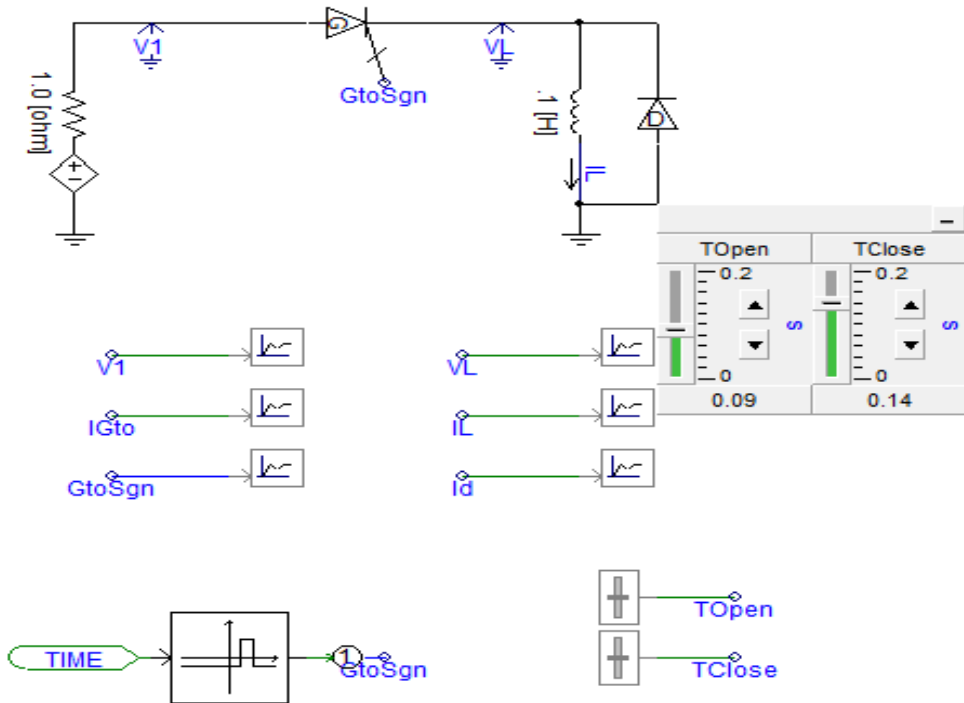 G
V1
VL
GtoSgn
1.0 [ohm]
.1 [H]
D
IL
TOpen
TClose
0.2
0
s
0.2
0
s
0.09
0.14
V1
VL
IGto
IL
GtoSgn
Id
TIME
1
GtoSgn
TOpen
TClose